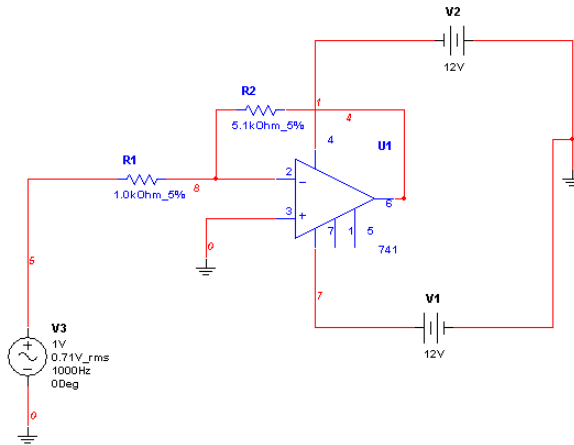 V2
12V
R2
1
5.1kOhm_5%
4
4
U1
R1
2
8
1.0kOhm_5%
6
3
0
7
1
5
741
5
7
V1
V3
1V
0.71V_rms
12V
1000Hz
0Deg
0